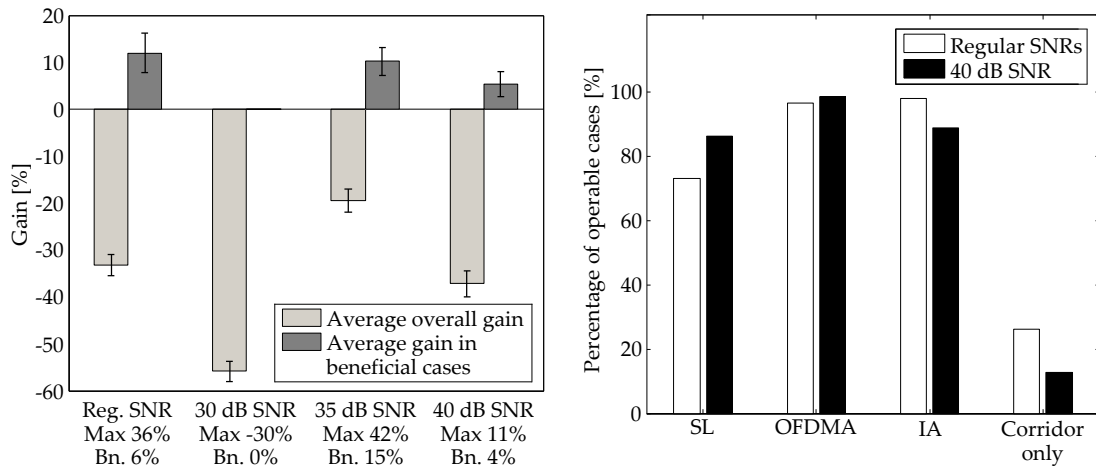 20
10
0
-10
-20
-30
-40
-50
-60
Gain [%]
Average overall gain
Average gain in
beneficial cases
Reg. SNR
Max 36%
Bn. 6%
30 dB SNR
Max -30%
Bn. 0%
35 dB SNR
Max 42%
Bn. 15%
40 dB SNR
Max 11%
Bn. 4%
Percentage of operable cases [%]
100
80
60
40
20
0
Regular SNRs
40 dB SNR
SL
OFDMA
IA
Corridor
only